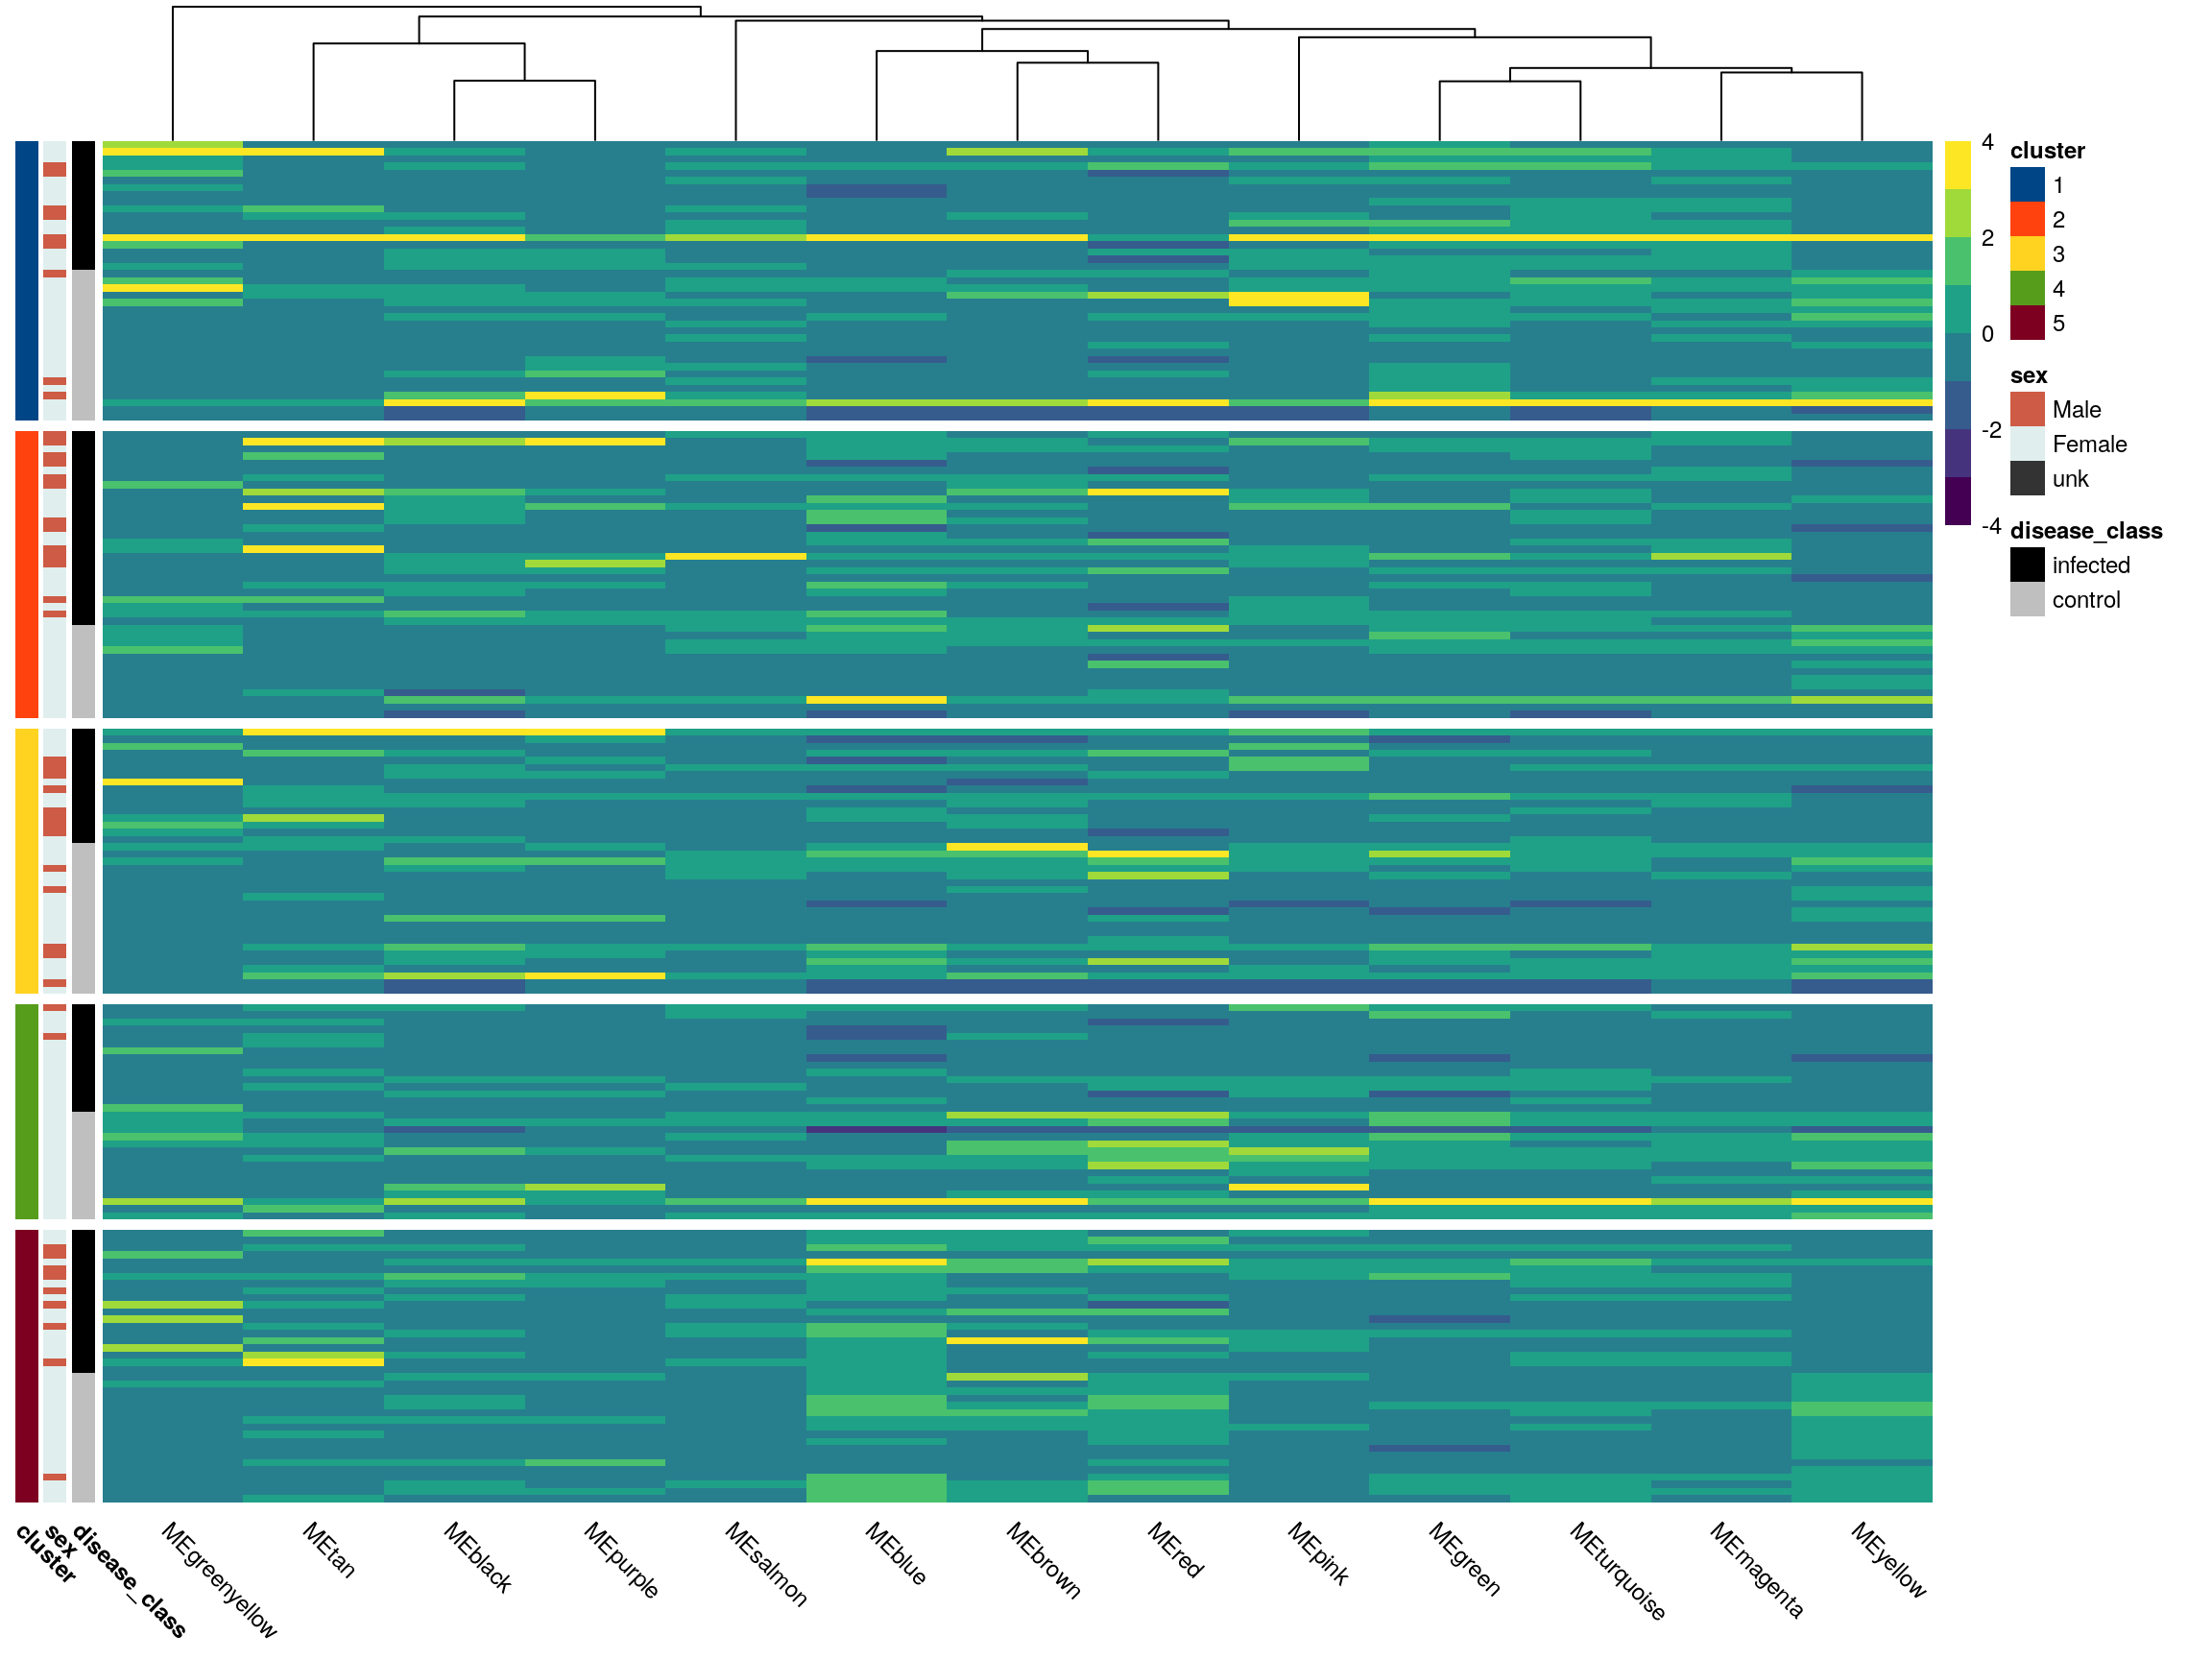 4
2
0
-2
-4
cluster
1
2
3
4
5
sex
Male
Female
unk
disease_class
infected
control
cluster
sex
disease_class
MEgreenyellow
MEtan
MEblack
MEpurple
MEsalmon
MEblue
MEbrown
MEred
MEpink
MEgreen
MEturquoise
MEmagenta
MEyellow